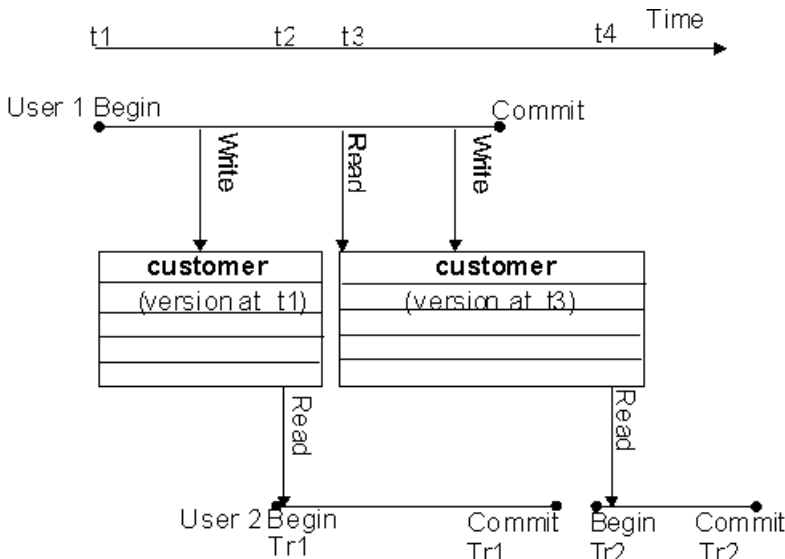 Time
t1 t2 t3 t4
User 1 Begin Commit
Write Read Write
customer customer
(version at t1) (version at t3)
Read Read
User 2 Begin Commit Begin Commit
Tr1 Tr1 Tr2 Tr2